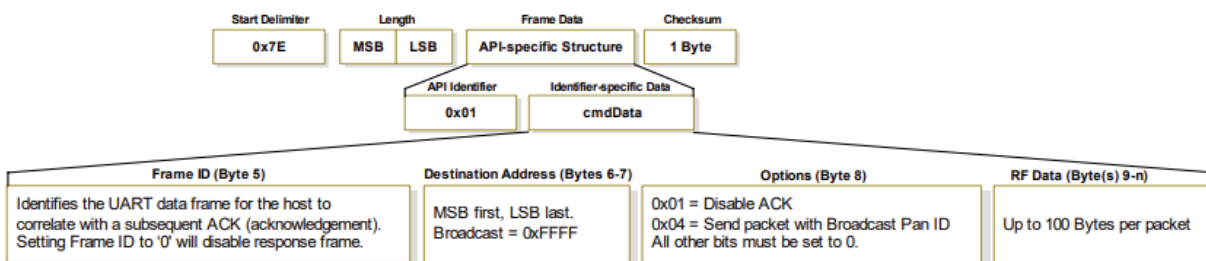 Start Delimiter
Length
Frame Data
Checksum
0x7E
MSB
LSB
API-specific Structure
1 Byte
API Identifier
Identifier-specific Data
0x01
cmdData
Frame ID (Byte 5)
Identifies the UART data frame for the host to
correlate with a subsequent ACK (acknowledgement).
Setting Frame ID to ‘0’ will disable response frame.
Destination Address (Bytes 6-7)
MSB first, LSB last.
Broadcast = 0xFFFF
Options (Byte 8)
0x01 = Disable ACK
0x04 = Send packet with Broadcast Pan ID
All other bits must be set to 0.
RF Data (Byte(s) 9-n)
Up to 100 Bytes per packet